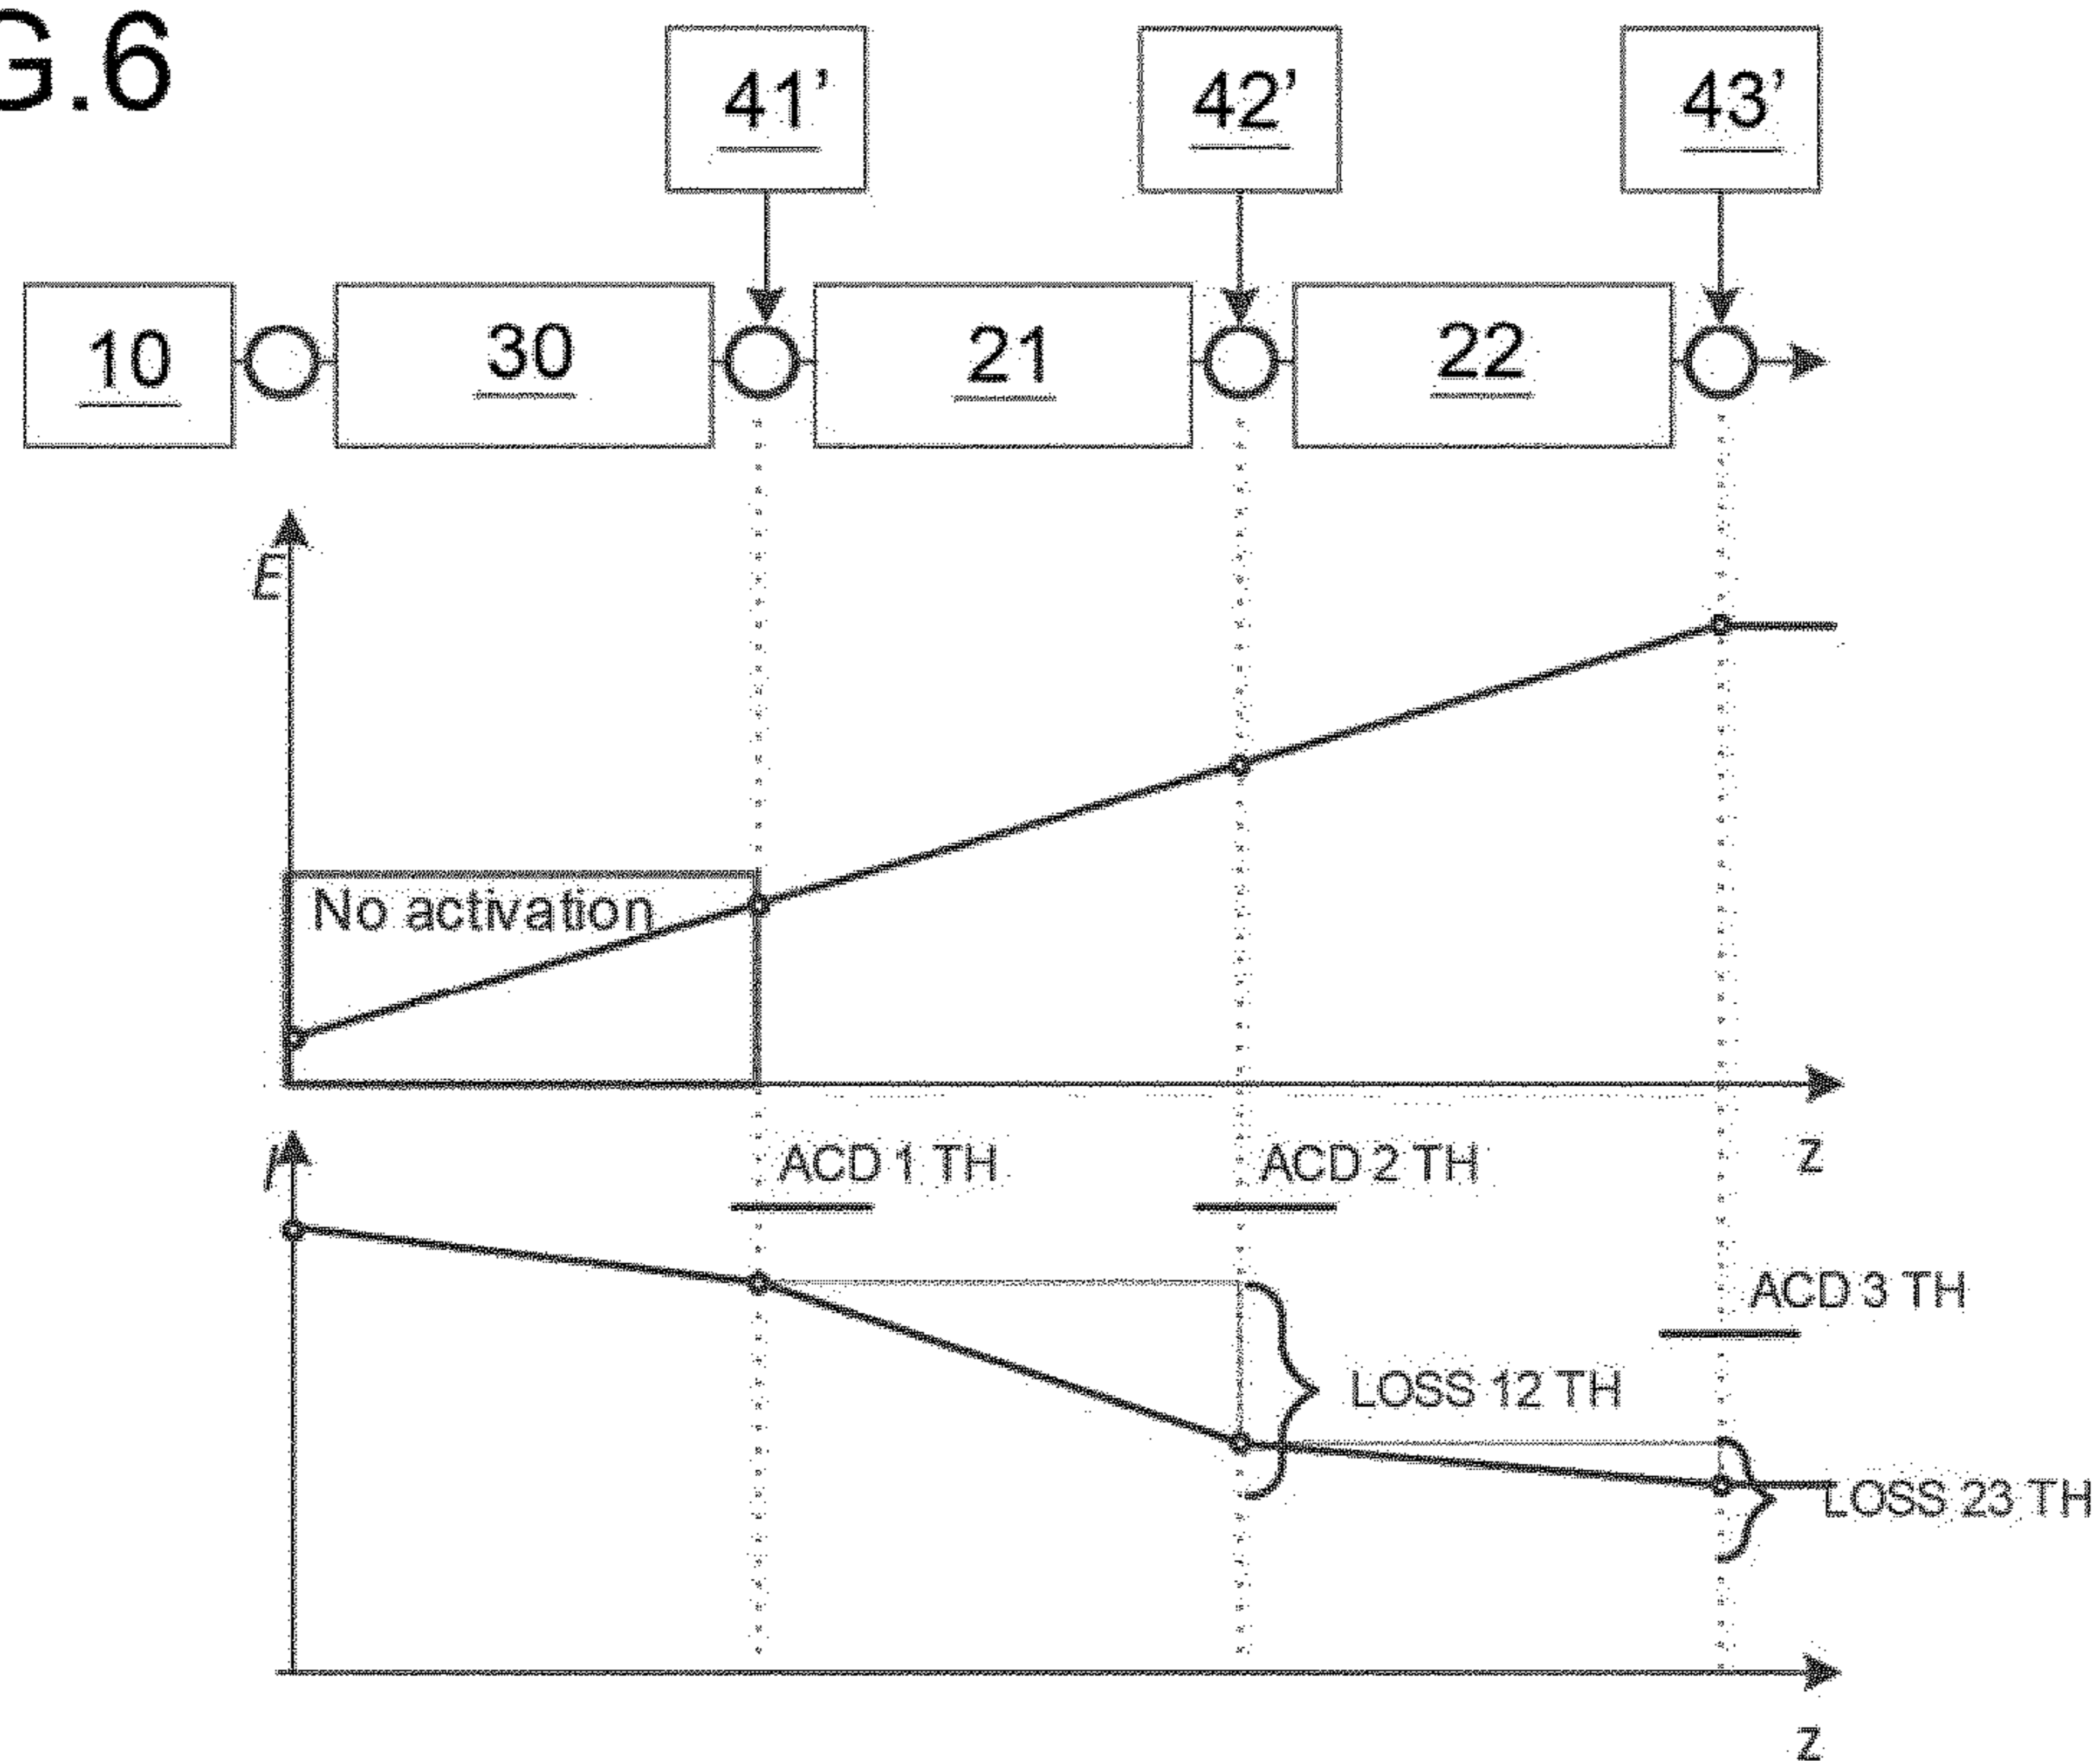 G.6
41'
42'
43'
10
30
21
22
E
No activation
z
I
ACD 1 TH
ACD 2 TH
ACD 3 TH
LOSS 12 TH
LOSS 23 TH
z